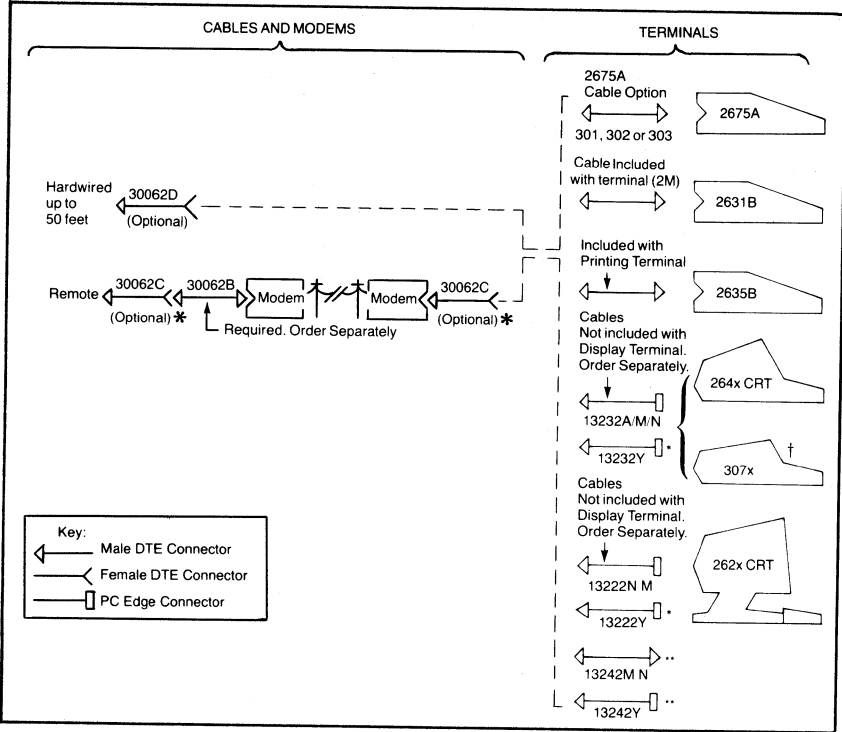 CABLES AND MODEMS
TERMINALS
2675A
Cable Option
301, 302 or 303
2675A
Cable Included
with terminal (2M)
2631B
Included with
Printing Terminal
2635B
Cables
Not included with
Display Terminal.
Order Separately.
13232A/M/N
13232Y *
264x CRT
†
307x
Cables
Not included with
Display Terminal.
Order Separately.
13222N M
13222Y *
262x CRT
13242M N **
13242Y **
Hardwired
up to
50 feet
30062D
(Optional)
Remote
30062C
(Optional) *
30062B
Required. Order Separately
Modem
Modem
30062C
(Optional) *
Key:
Male DTE Connector
Female DTE Connector
PC Edge Connector